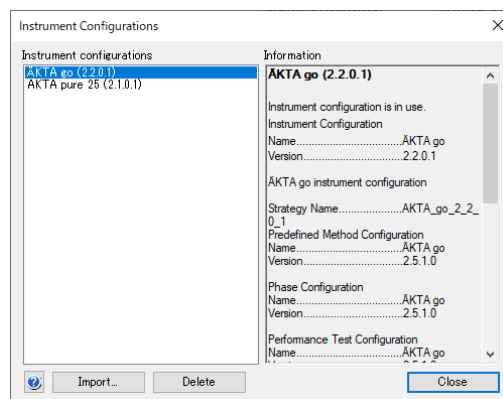 Instrument Configurations
Instrument configurations
ÄKTA go (2.2.0.1)
ÄKTA pure 25 (2.1.0.1)
Information
ÄKTA go (2.2.0.1)
Instrument configuration is in use.
Instrument Configuration
Name.............................ÄKTA go
Version..........................2.2.0.1
ÄKTA go instrument configuration
Strategy Name................AKTA_go_2_2_
0_1
Predefined Method Configuration
Name.............................ÄKTA go
Version..........................2.5.1.0
Phase Configuration
Name.............................ÄKTA go
Version..........................2.5.1.0
Performance Test Configuration
Name.............................ÄKTA go
Import...
Delete
Close